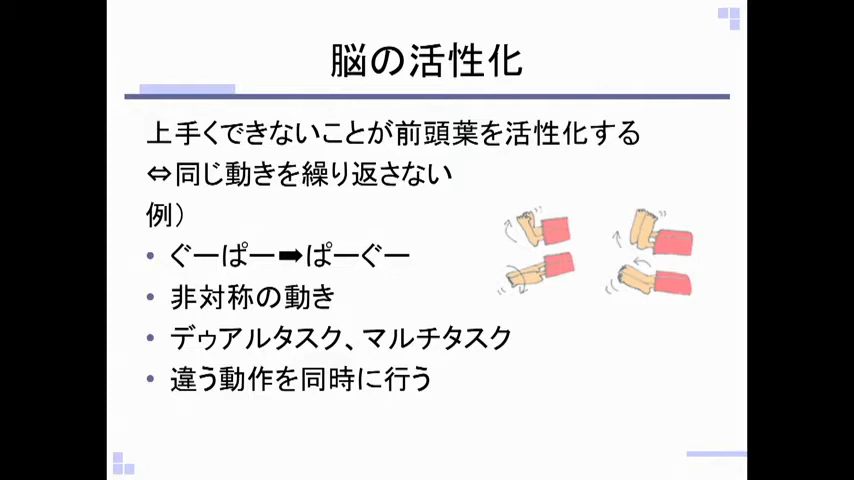 脳の活性化
上手くできないことが前頭葉を活性化する
⇔同じ動きを繰り返さない
例）
• ぐーぱー➡ぱーぐー
• 非対称の動き
• デゥアルタスク、マルチタスク
• 違う動作を同時に行う